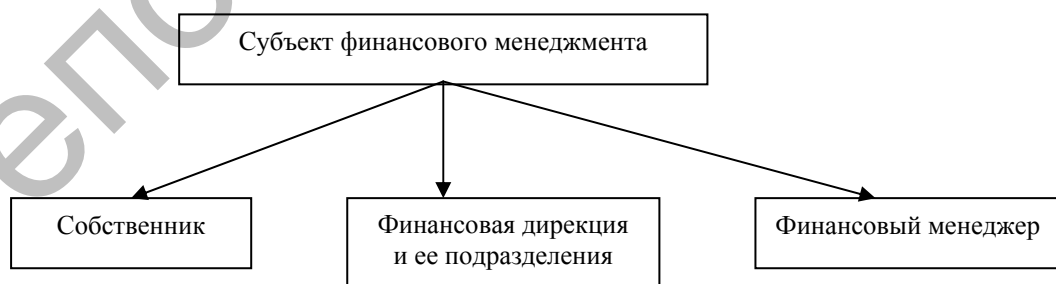 Субъект финансового менеджмента
Собственник
Финансовая дирекция
и ее подразделения
Финансовый менеджер